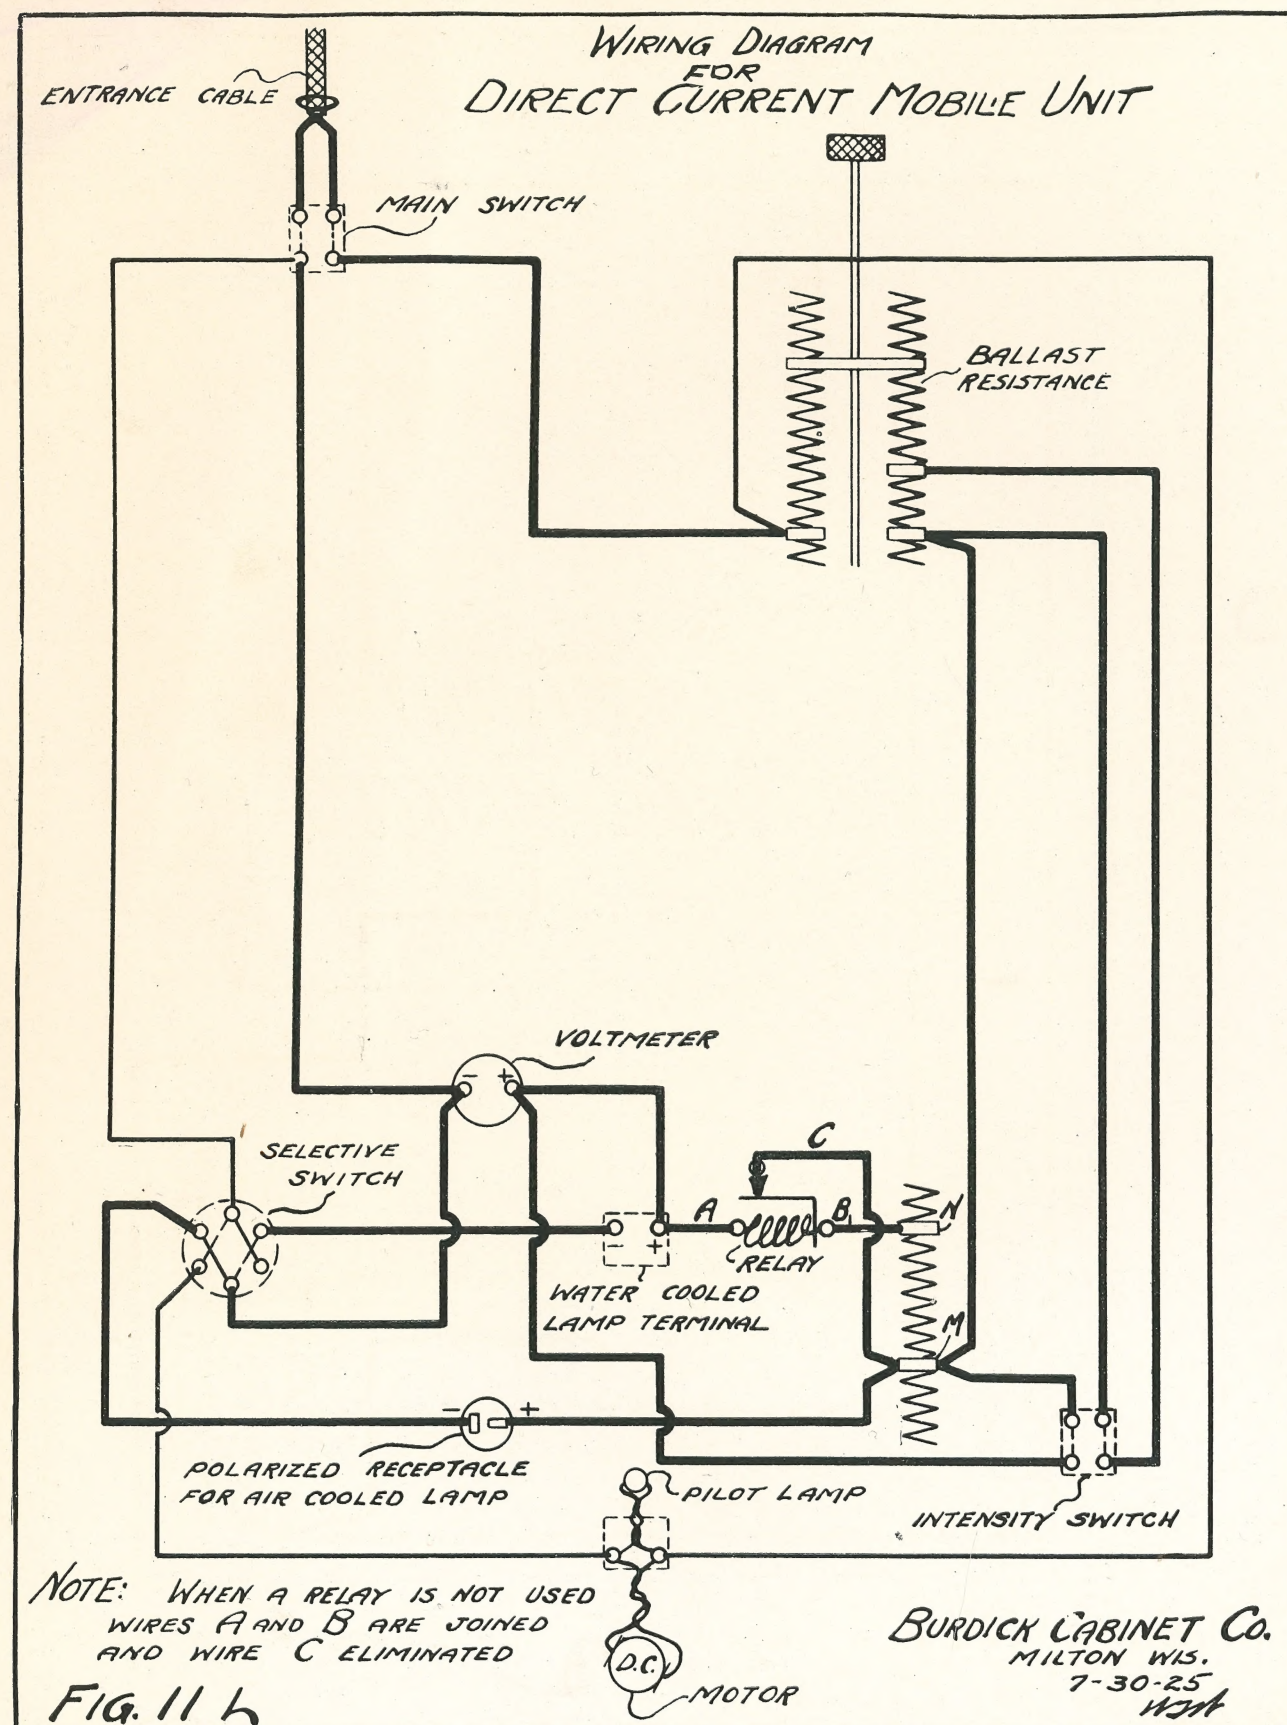 WIRING DIAGRAM
FOR
DIRECT CURRENT MOBILE UNIT
ENTRANCE CABLE
MAIN SWITCH
BALLAST
RESISTANCE
VOLTMETER
- +
SELECTIVE
SWITCH
C
A
B
N
- +
RELAY
WATER COOLED
LAMP TERMINAL
M
- +
POLARIZED RECEPTACLE
FOR AIR COOLED LAMP
PILOT LAMP
INTENSITY SWITCH
NOTE: WHEN A RELAY IS NOT USED
WIRES A AND B ARE JOINED
AND WIRE C ELIMINATED
D.C.
MOTOR
BURDICK CABINET CO.
MILTON WIS.
7-30-25
FIG. 11 b